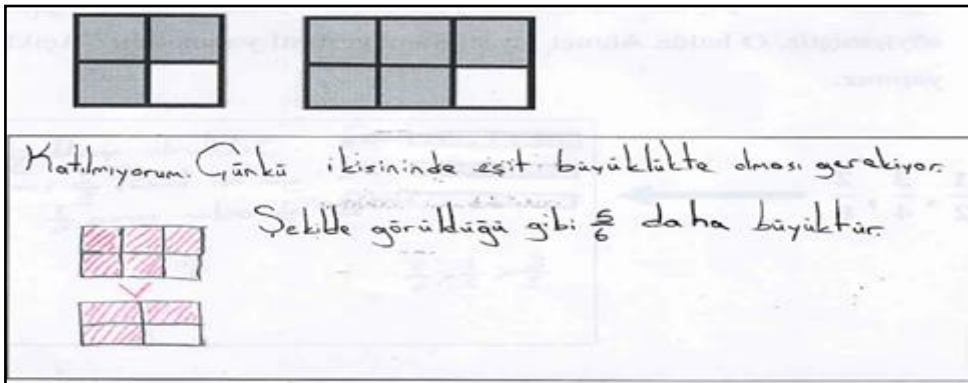 Katılmıyorum. Çünkü ikisininde eşit büyüklükte olması gerekiyor.
Şekilde görüldüğü gibi 5/6 daha büyüktür.